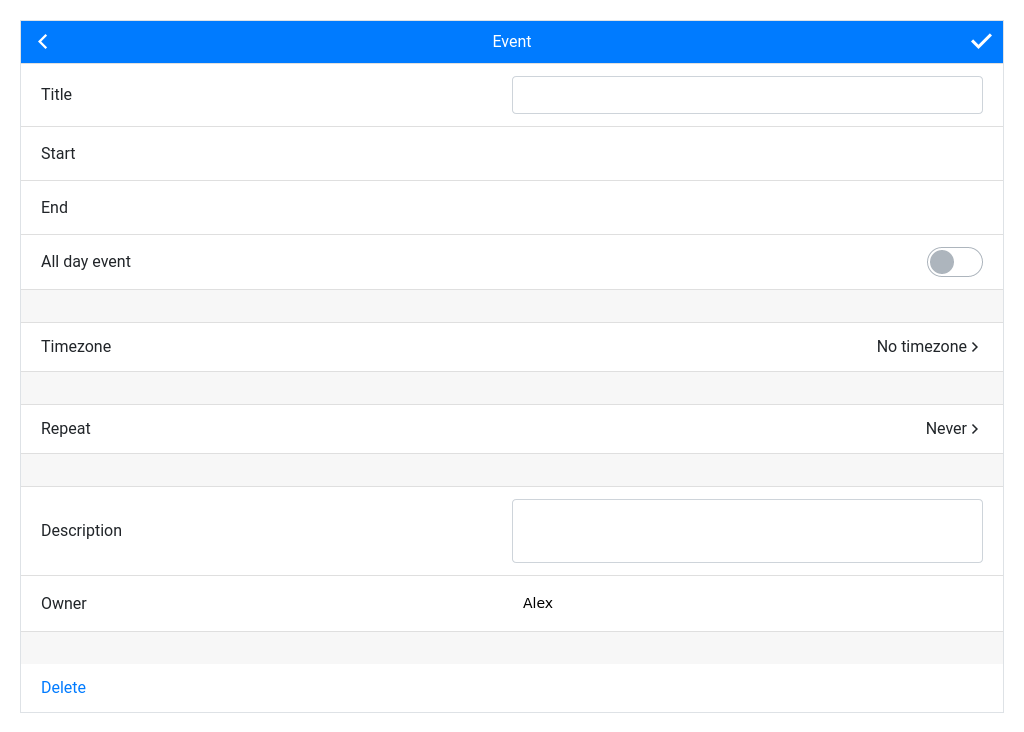 Event
Title
Start
End
All day event
Timezone No timezone
Repeat Never
Description
Owner Alex
Delete